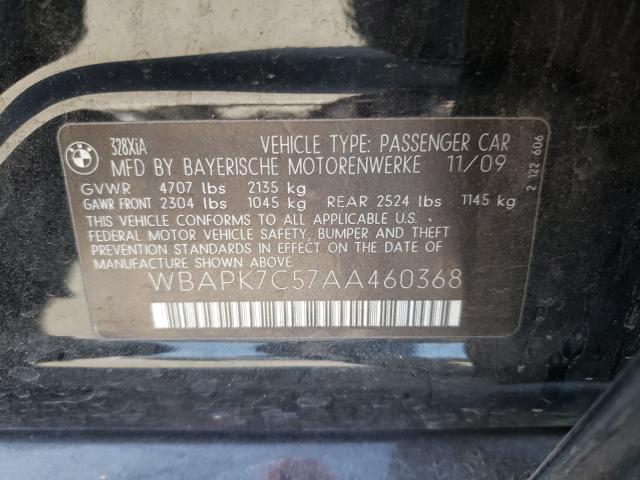 328XiA VEHICLE TYPE: PASSENGER CAR
MFD BY BAYERISCHE MOTORENWERKE 11/09
GVWR 4707 lbs 2135 kg
GAWR FRONT 2304 lbs 1045 kg REAR 2524 lbs 1145 kg
THIS VEHICLE CONFORMS TO ALL APPLICABLE U.S.
FEDERAL MOTOR VEHICLE SAFETY, BUMPER AND THEFT
PREVENTION STANDARDS IN EFFECT ON THE DATE OF
MANUFACTURE SHOWN ABOVE.
WBAPK7C57AA460368
2 122 606